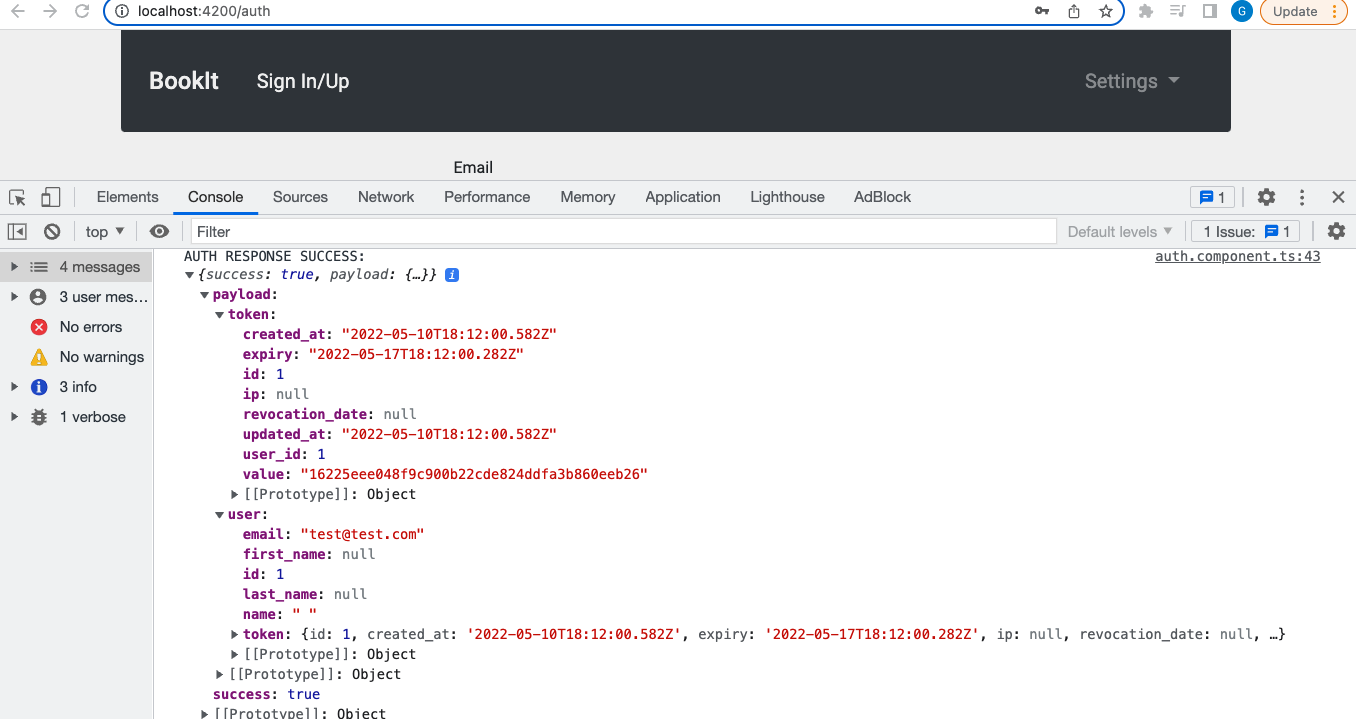 localhost:4200/auth
G
Update
BookIt
Sign In/Up
Settings
Email
Elements Console Sources Network Performance Memory Application Lighthouse AdBlock 1
top Filter Default levels 1 Issue: 1
4 messages
3 user mes…
No errors
No warnings
3 info
1 verbose
AUTH RESPONSE SUCCESS: auth.component.ts:43
{success: true, payload: {…}} i
payload:
token:
created_at: "2022-05-10T18:12:00.582Z"
expiry: "2022-05-17T18:12:00.282Z"
id: 1
ip: null
revocation_date: null
updated_at: "2022-05-10T18:12:00.582Z"
user_id: 1
value: "16225eee048f9c900b22cde824ddfa3b860eeb26"
[[Prototype]]: Object
user:
email: "test@test.com"
first_name: null
id: 1
last_name: null
name: " "
token: {id: 1, created_at: '2022-05-10T18:12:00.582Z', expiry: '2022-05-17T18:12:00.282Z', ip: null, revocation_date: null, …}
[[Prototype]]: Object
[[Prototype]]: Object
success: true
[[Prototype]]: Object